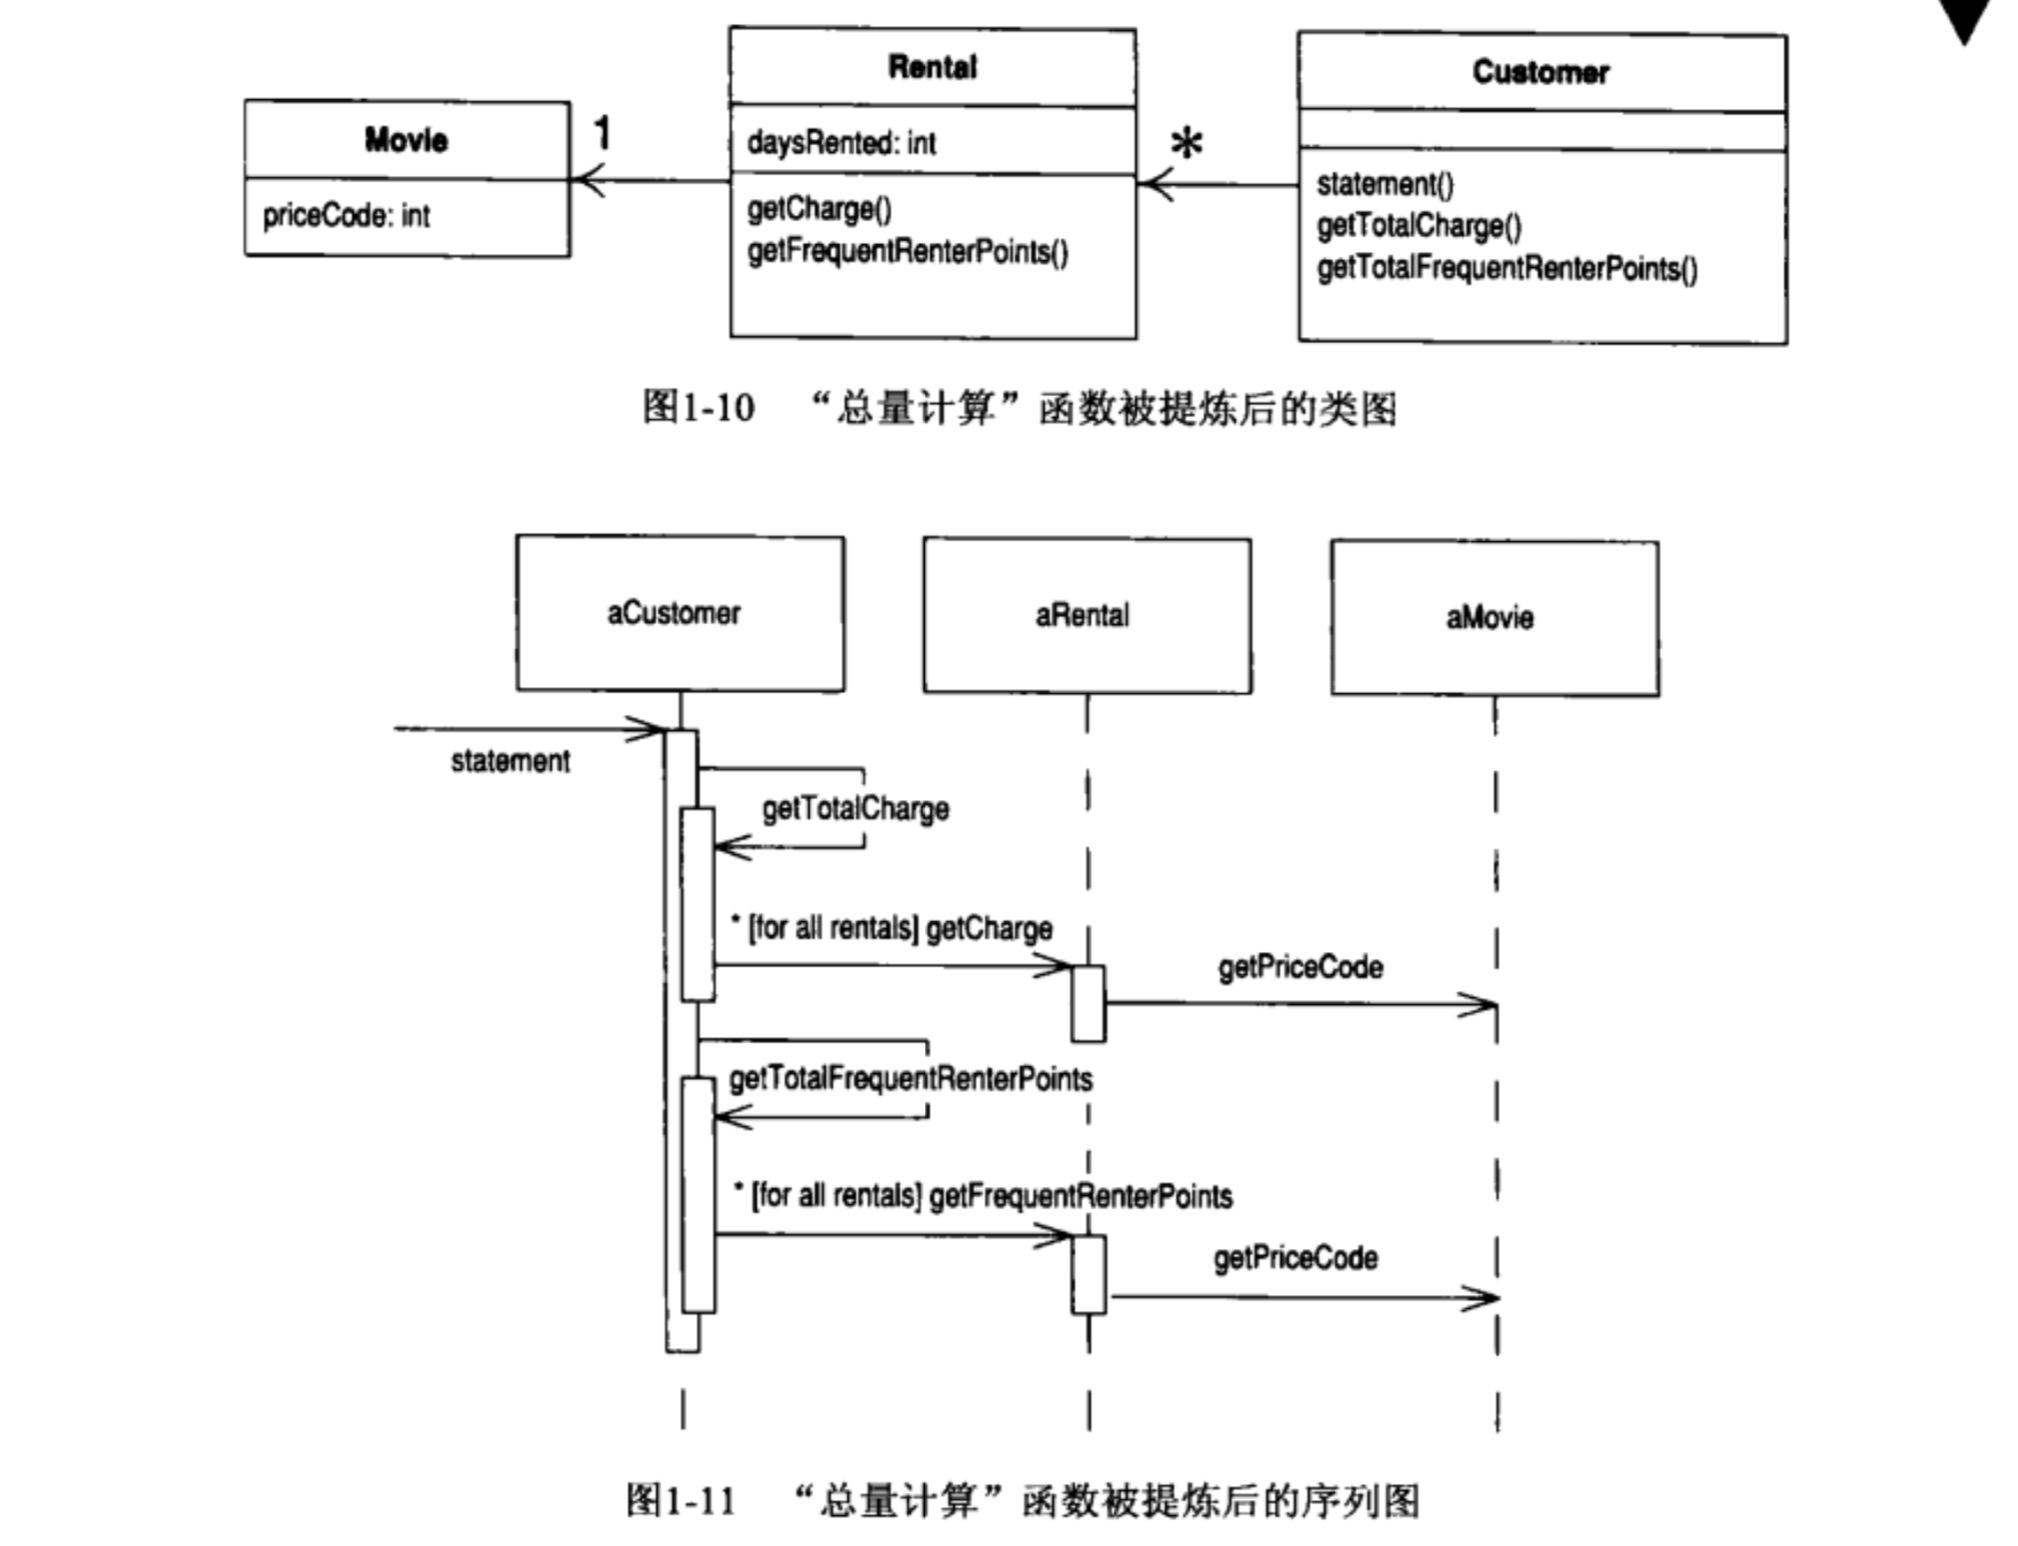 Movie
priceCode: int
1
Rental
daysRented: int
getCharge()
getFrequentRenterPoints()
*
Customer
statement()
getTotalCharge()
getTotalFrequentRenterPoints()
图1-10 “总量计算”函数被提炼后的类图
aCustomer
aRental
aMovie
statement
getTotalCharge
* [for all rentals] getCharge
getPriceCode
getTotalFrequentRenterPoints
* [for all rentals] getFrequentRenterPoints
getPriceCode
图1-11 “总量计算”函数被提炼后的序列图